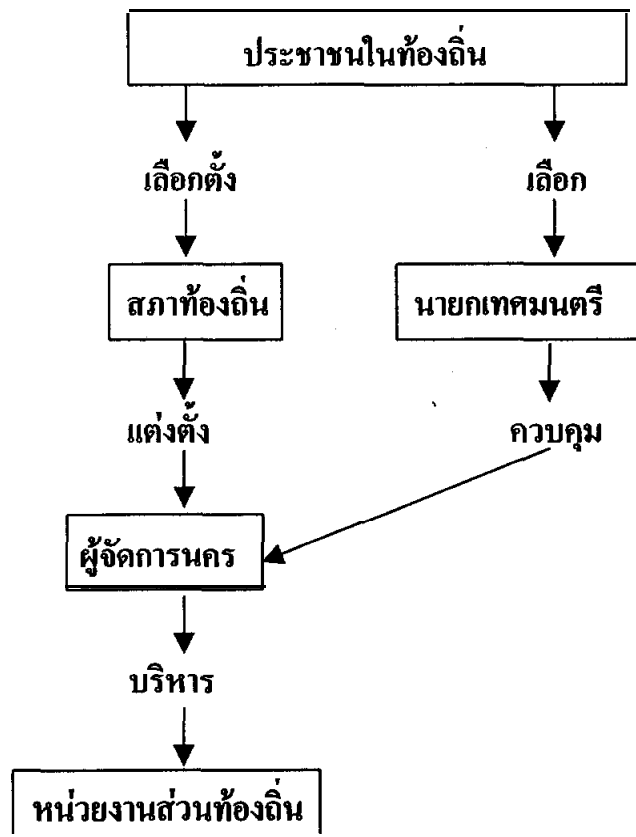 ประชาชนในท้องถิ่น
เลือกตั้ง
เลือก
สภาท้องถิ่น
นายกเทศมนตรี
แต่งตั้ง
ควบคุม
ผู้จัดการนคร
บริหาร
หน่วยงานส่วนท้องถิ่น